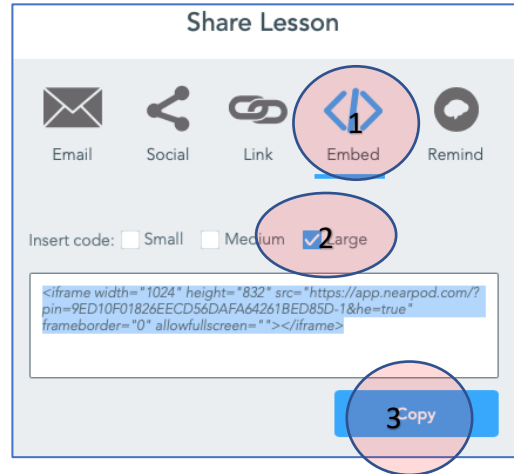 Share Lesson
1
Email Social Link Embed Remind
Insert code: Small Medium 2 Large
<iframe width="1024" height="832" src="https://app.nearpod.com/?
pin=9ED10F01826EECD56DAFA64261BED85D-1&he=true"
frameborder="0" allowfullscreen=""></iframe>
3 Copy